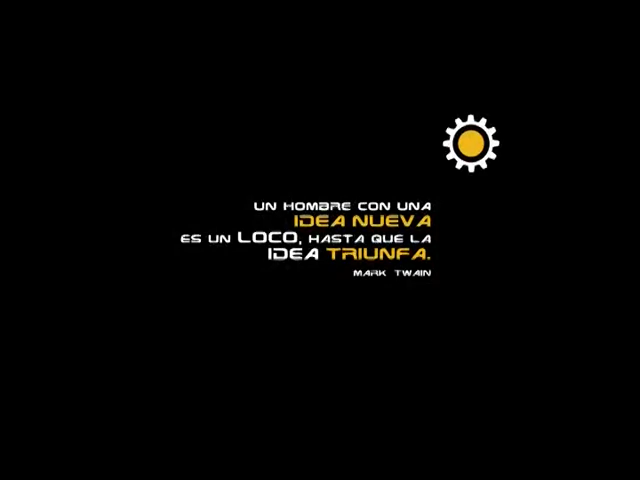 UN HOMBRE CON UNA
IDEA NUEVA
ES UN LOCO, HASTA QUE LA
IDEA TRIUNFA.
MARK TWAIN